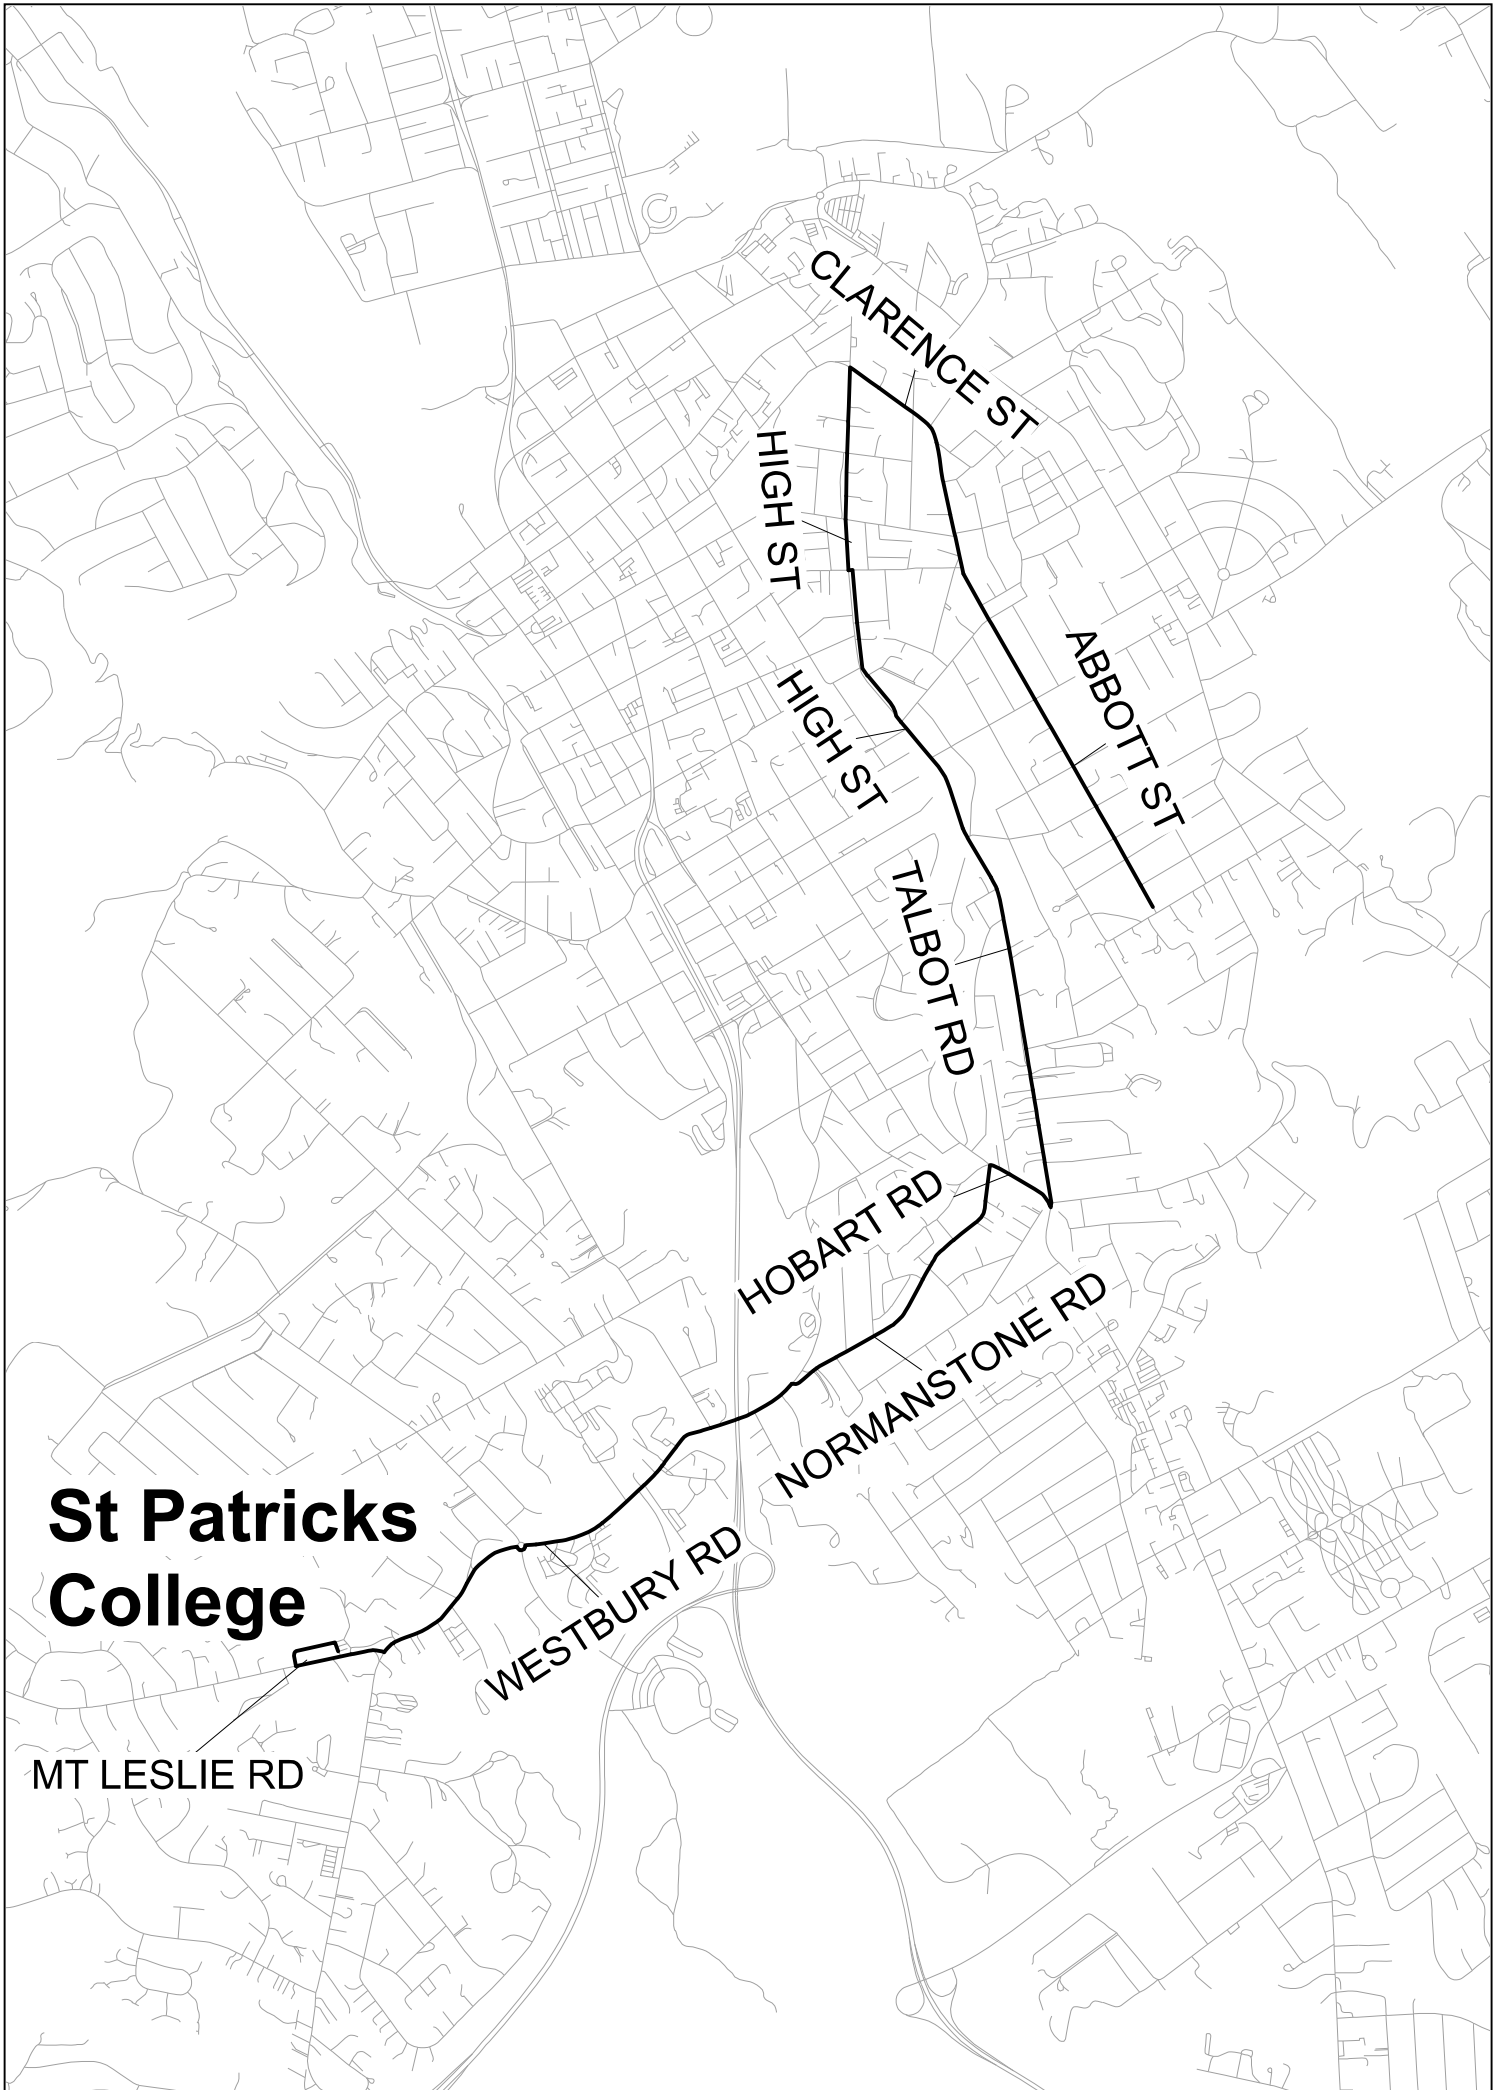 CLARENCE ST
HIGH ST
ABBOTT ST
HIGH ST
TALBOT RD
HOBART RD
NORMANSTONE RD
St Patricks
College
WESTBURY RD
MT LESLIE RD